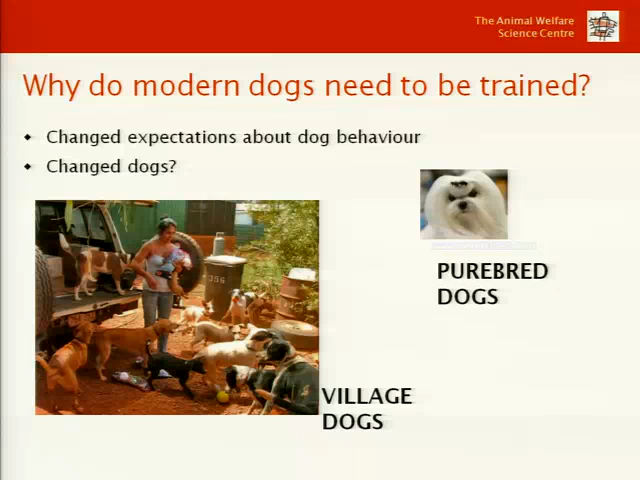 The Animal Welfare
Science Centre
Why do modern dogs need to be trained?
Changed expectations about dog behaviour
Changed dogs?
356
PUREBRED
DOGS
VILLAGE
DOGS